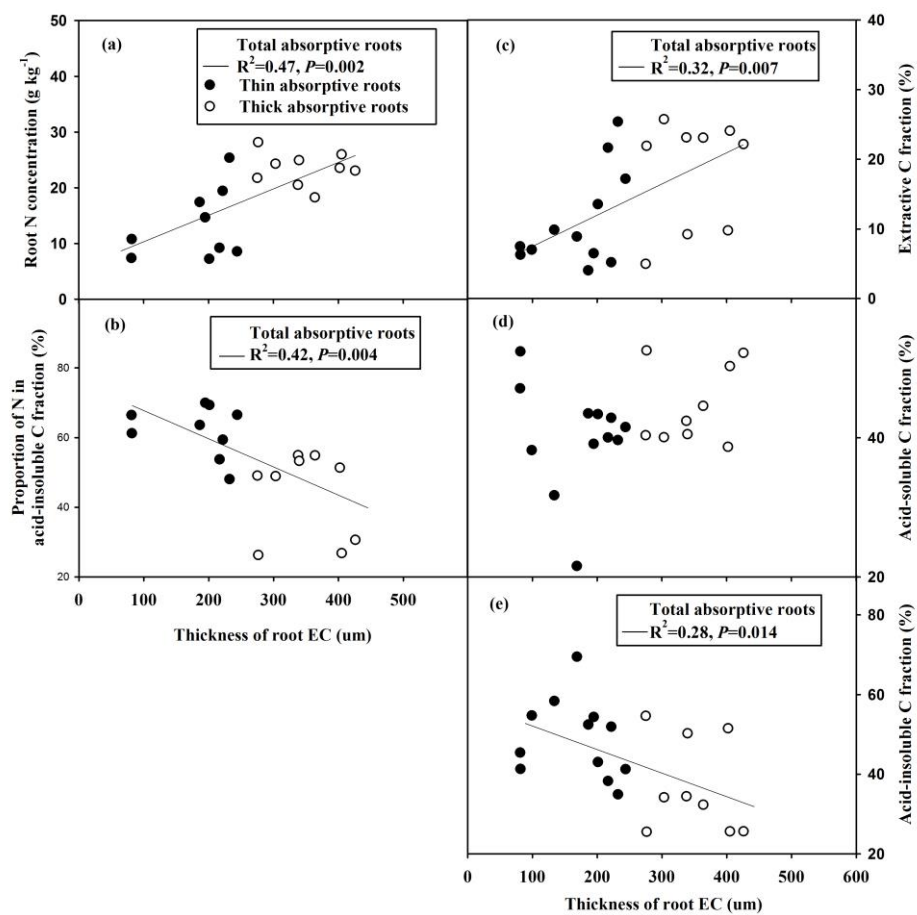 (a)
Total absorptive roots
R²=0.47, P=0.002
Thin absorptive roots
Thick absorptive roots
Root N concentration (g kg⁻¹)
50
40
30
20
10
0
(c)
Total absorptive roots
R²=0.32, P=0.007
40
30
20
10
0
Extractive C fraction (%)
(b)
Total absorptive roots
R²=0.42, P=0.004
Proportion of N in
acid-insoluble C fraction (%)
80
60
40
20
0
100
200
300
400
500
Thickness of root EC (um)
(d)
40
20
Acid-soluble C fraction (%)
(e)
Total absorptive roots
R²=0.28, P=0.014
80
60
40
20
Acid-insoluble C fraction (%)
0
100
200
300
400
500
600
Thickness of root EC (um)